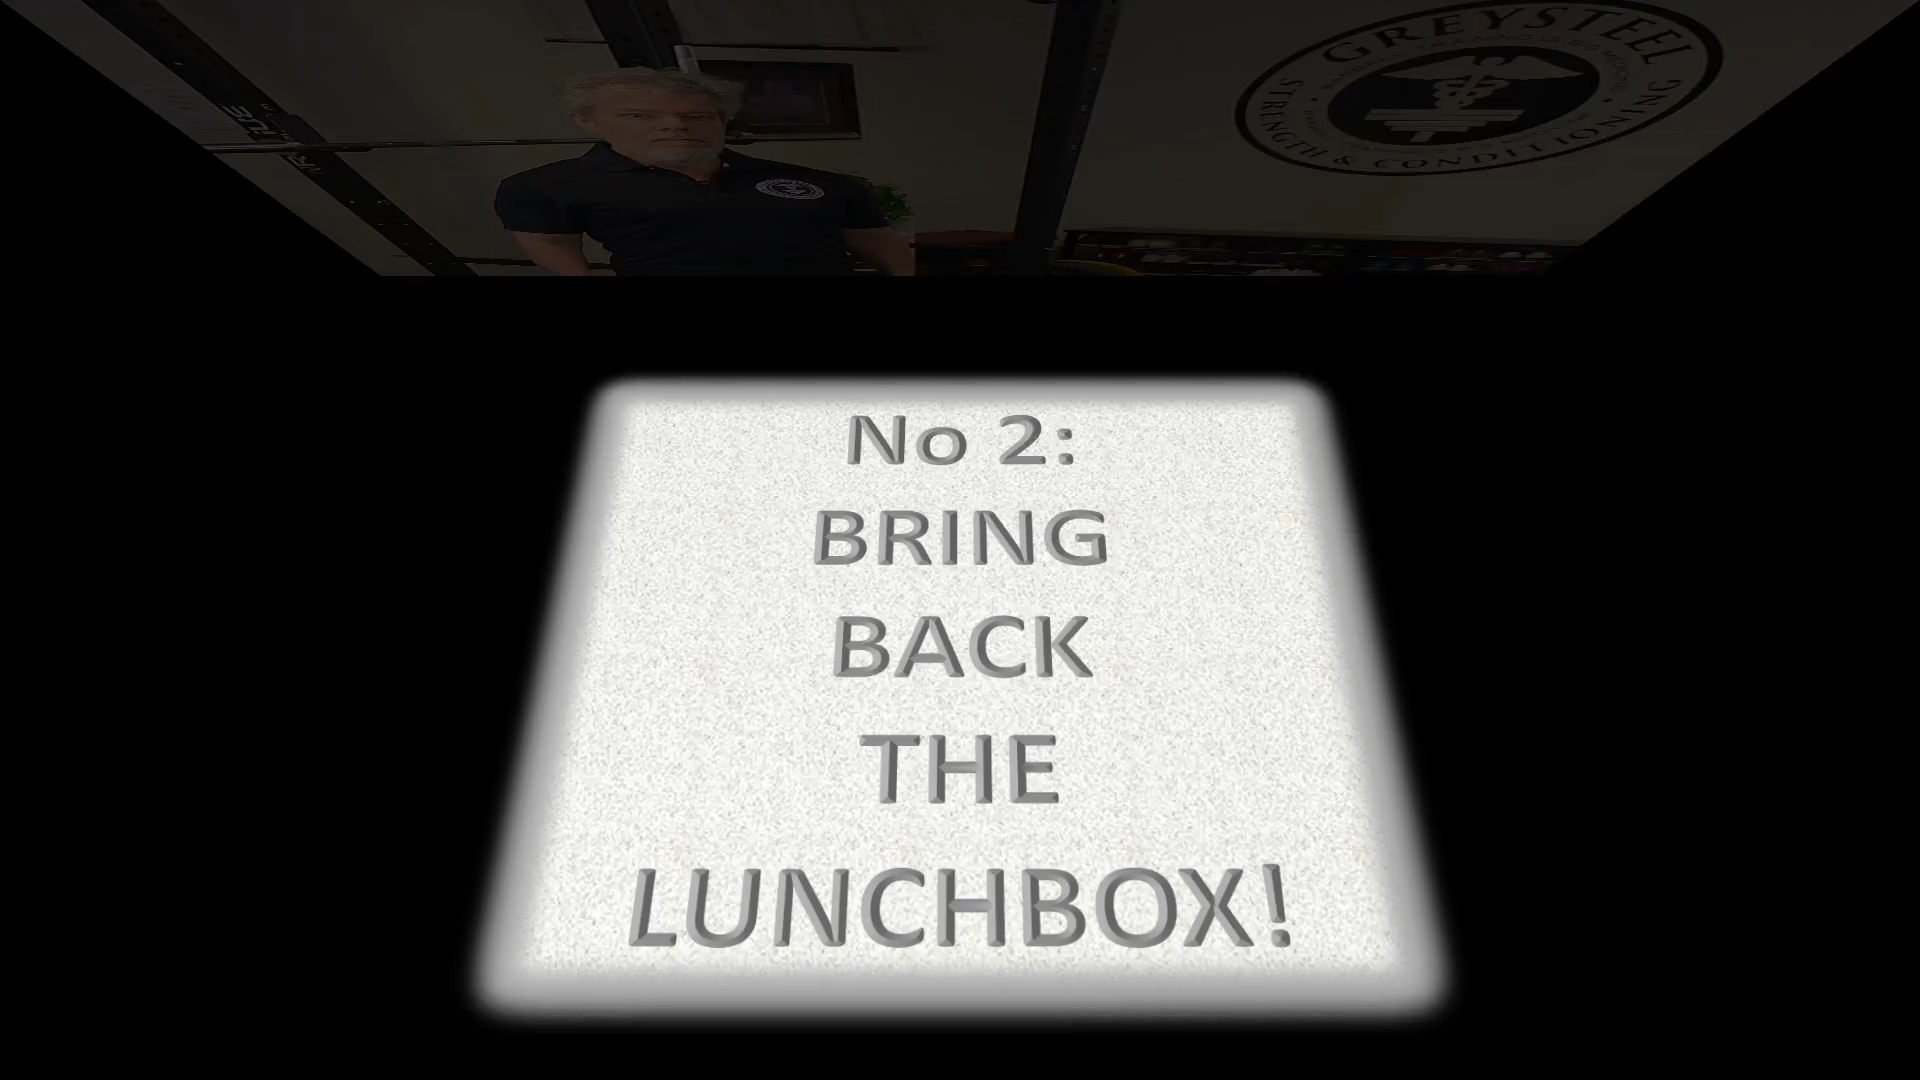 GREYSTEEL
STRENGTH & CONDITIONING
No 2:
BRING
BACK
THE
LUNCHBOX!